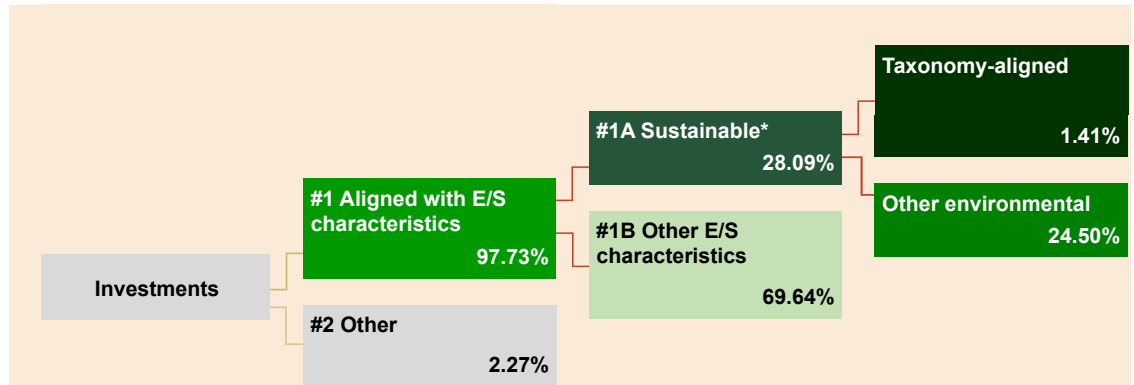 Taxonomy-aligned
1.41%
#1A Sustainable*
28.09%
#1 Aligned with E/S
characteristics
97.73%
Other environmental
24.50%
#1B Other E/S
characteristics
69.64%
Investments
#2 Other
2.27%